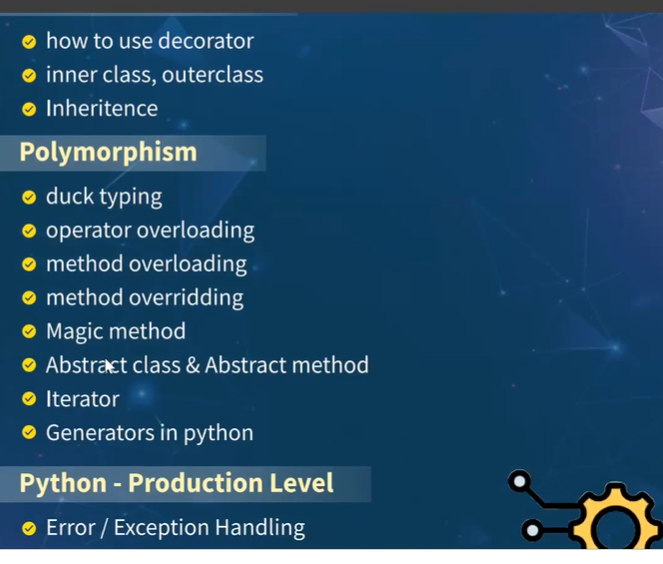 how to use decorator
inner class, outerclass
Inheritence
Polymorphism
duck typing
operator overloading
method overloading
method overridding
Magic method
Abstract class & Abstract method
Iterator
Generators in python
Python - Production Level
Error / Exception Handling